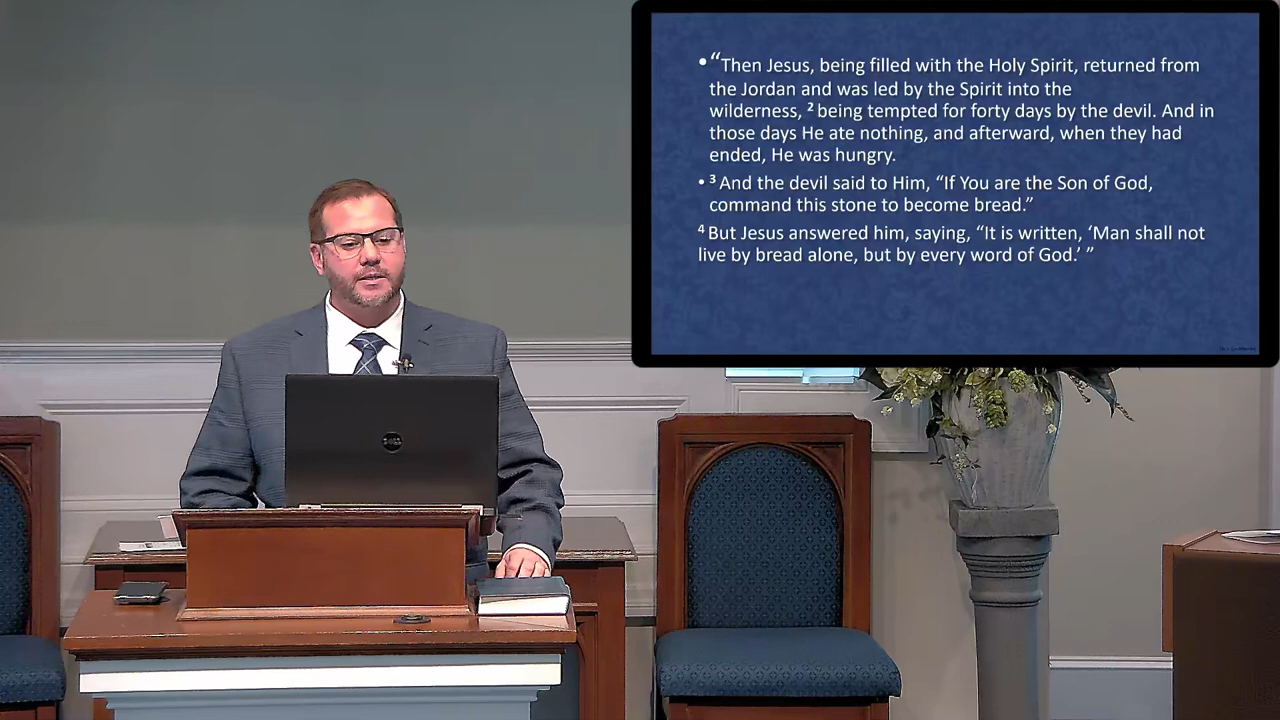 • “Then Jesus, being filled with the Holy Spirit, returned from
the Jordan and was led by the Spirit into the
wilderness, ² being tempted for forty days by the devil. And in
those days He ate nothing, and afterward, when they had
ended, He was hungry.
• ³ And the devil said to Him, “If You are the Son of God,
command this stone to become bread.”
⁴ But Jesus answered him, saying, “It is written, ‘Man shall not
live by bread alone, but by every word of God.’ ”
DELL